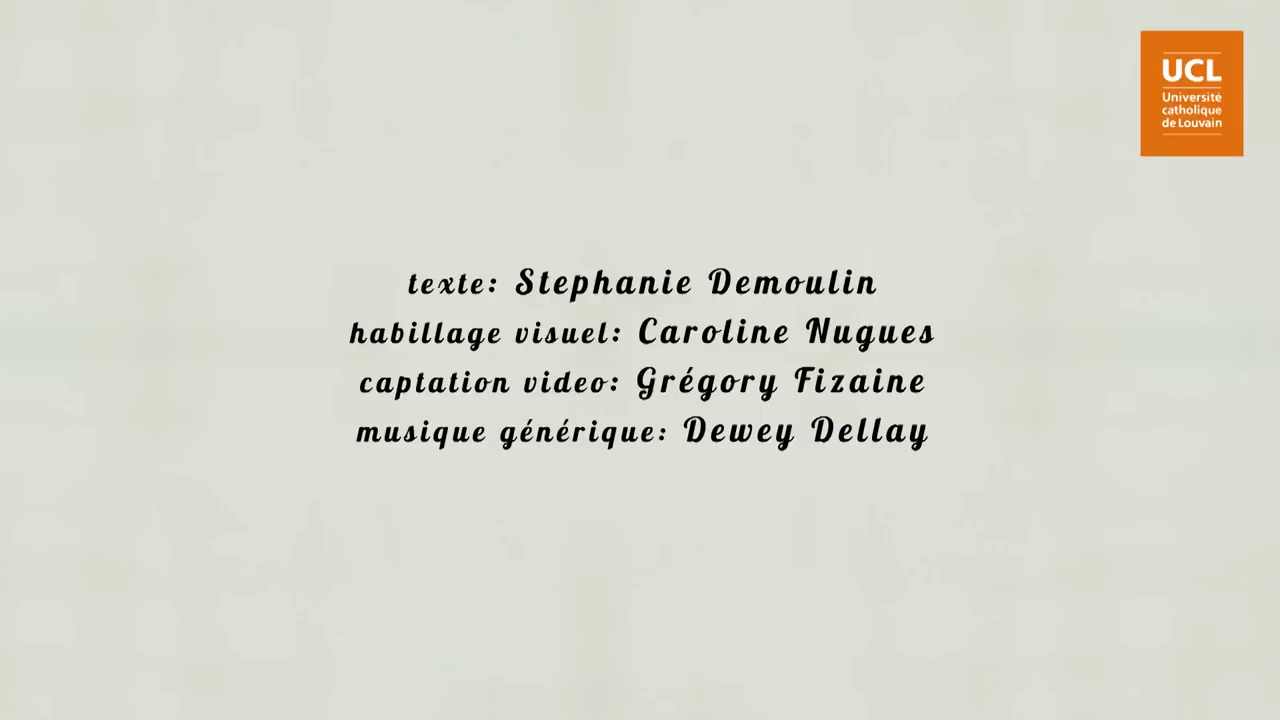 UCL
Université
catholique
de Louvain
texte: Stephanie Demoulin
habillage visuel: Caroline Nugues
captation video: Grégory Fizaine
musique générique: Dewey Dellay